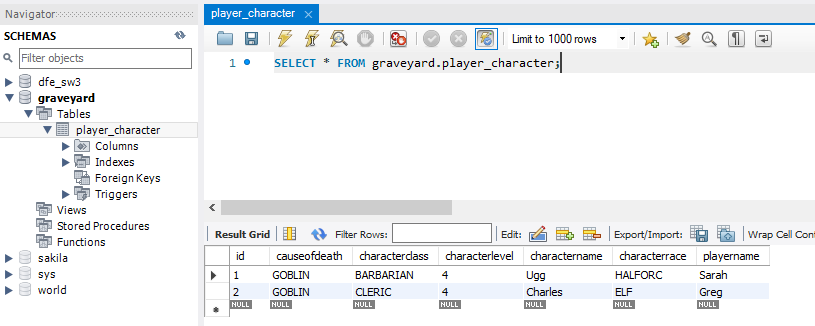 Navigator:
player_character
SCHEMAS
Filter objects
Limit to 1000 rows
dfe_sw3
graveyard
Tables
player_character
Columns
Indexes
Foreign Keys
Triggers
Views
Stored Procedures
Functions
sakila
sys
world
1 SELECT * FROM graveyard.player_character;
Result Grid Filter Rows: Edit: Export/Import: Wrap Cell Cont
id causeofdeath characterclass characterlevel charactername characterrace playername
1 GOBLIN BARBARIAN 4 Ugg HALFORC Sarah
2 GOBLIN CLERIC 4 Charles ELF Greg
NULL NULL NULL NULL NULL NULL NULL